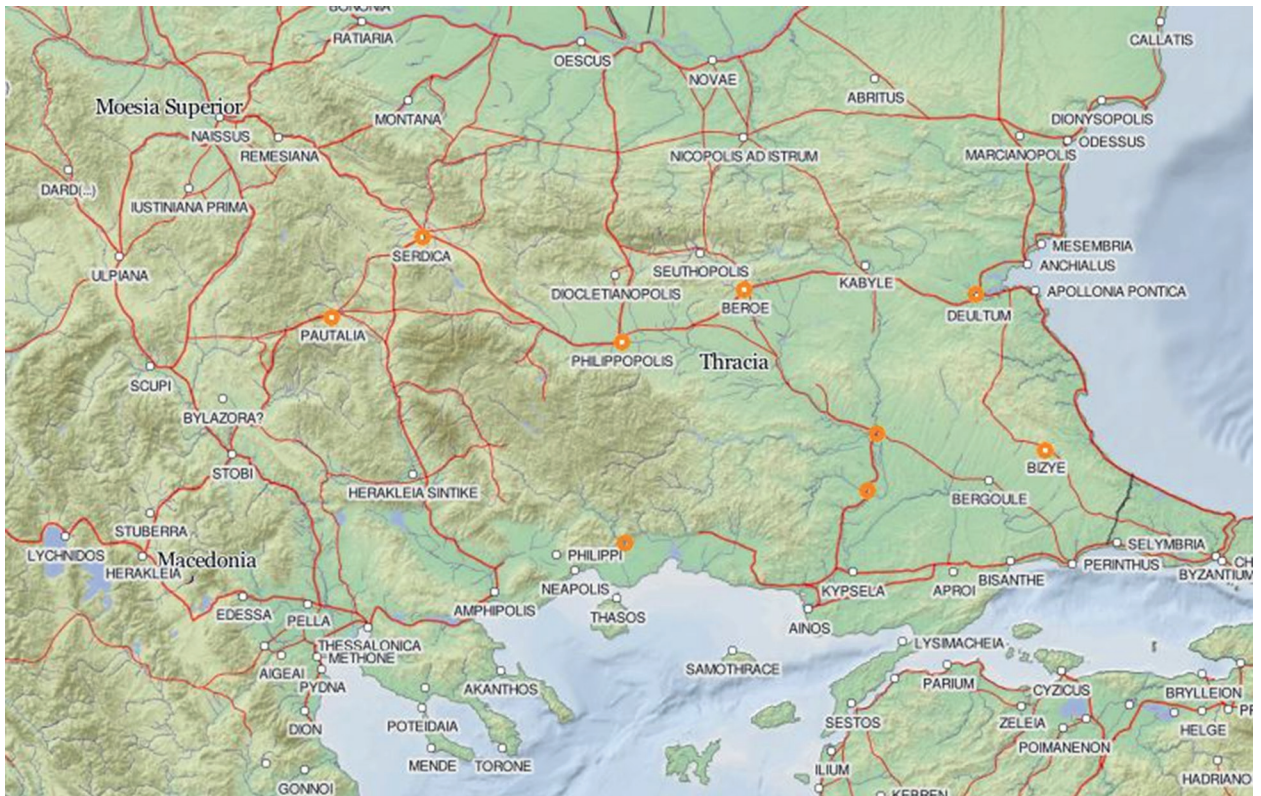 BONONIA
RATIARIA
OESCUS
NOVAE
CALLATIS
ABRITUS
Moesia Superior
MONTANA
DIONYSOPOLIS
NAISSUS
ODESSUS
REMESIANA
NICOPOLIS AD ISTRUM
MARCIANOPOLIS
DARD(...)
IUSTINIANA PRIMA
MESEMBRIA
SERDICA
ANCHIALUS
ULPIANA
SEUTHOPOLIS
KABYLE
DIOCLETIANOPOLIS
APOLLONIA PONTICA
BEROE
DEULTUM
PAUTALIA
PHILIPPOPOLIS
Thracia
SCUPI
BYLAZORA?
STOBI
BIZYE
HERAKLEIA SINTIKE
BERGOULE
STUBERRA
LYCHNIDOS
PHILIPPI
SELYMBRIA
Macedonia
HERAKLEIA
PERINTHUS
CH
BYZANTIUM
BISANTHE
NEAPOLIS
KYPSELA
APROI
EDESSA
PELLA
AMPHIPOLIS
THASOS
AINOS
THESSALONICA
LYSIMACHEIA
METHONE
AIGEAI
SAMOTHRACE
PYDNA
AKANTHOS
PARIUM
CYZICUS
BRYLLEION
PR
DION
POTEIDAIA
SESTOS
ZELEIA
HELGE
POIMANENON
MENDE
TORONE
ILIUM
HADRIANO
GONNOI
KEBREN